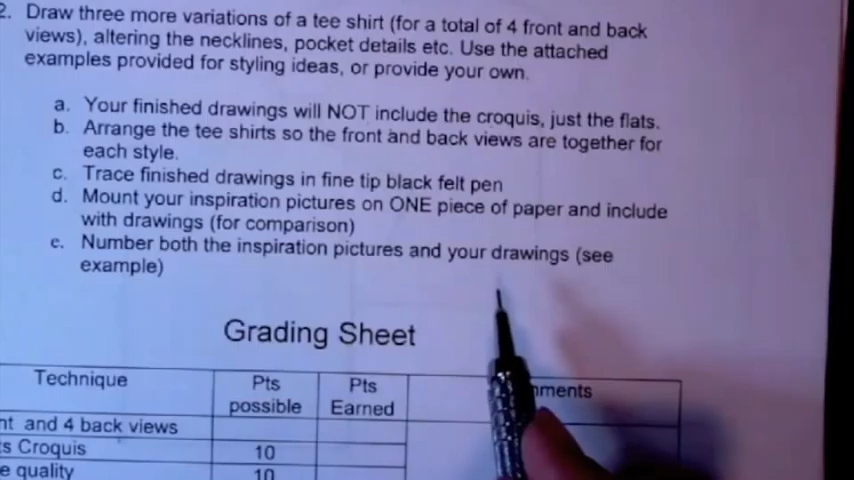 2. Draw three more variations of a tee shirt (for a total of 4 front and back
views), altering the necklines, pocket details etc. Use the attached
examples provided for styling ideas, or provide your own.
a. Your finished drawings will NOT include the croquis, just the flats.
b. Arrange the tee shirts so the front and back views are together for
each style.
c. Trace finished drawings in fine tip black felt pen
d. Mount your inspiration pictures on ONE piece of paper and include
with drawings (for comparison)
e. Number both the inspiration pictures and your drawings (see
example)
Grading Sheet
Technique Pts possible Pts Earned
and 4 back views
Croquis 10
quality 10